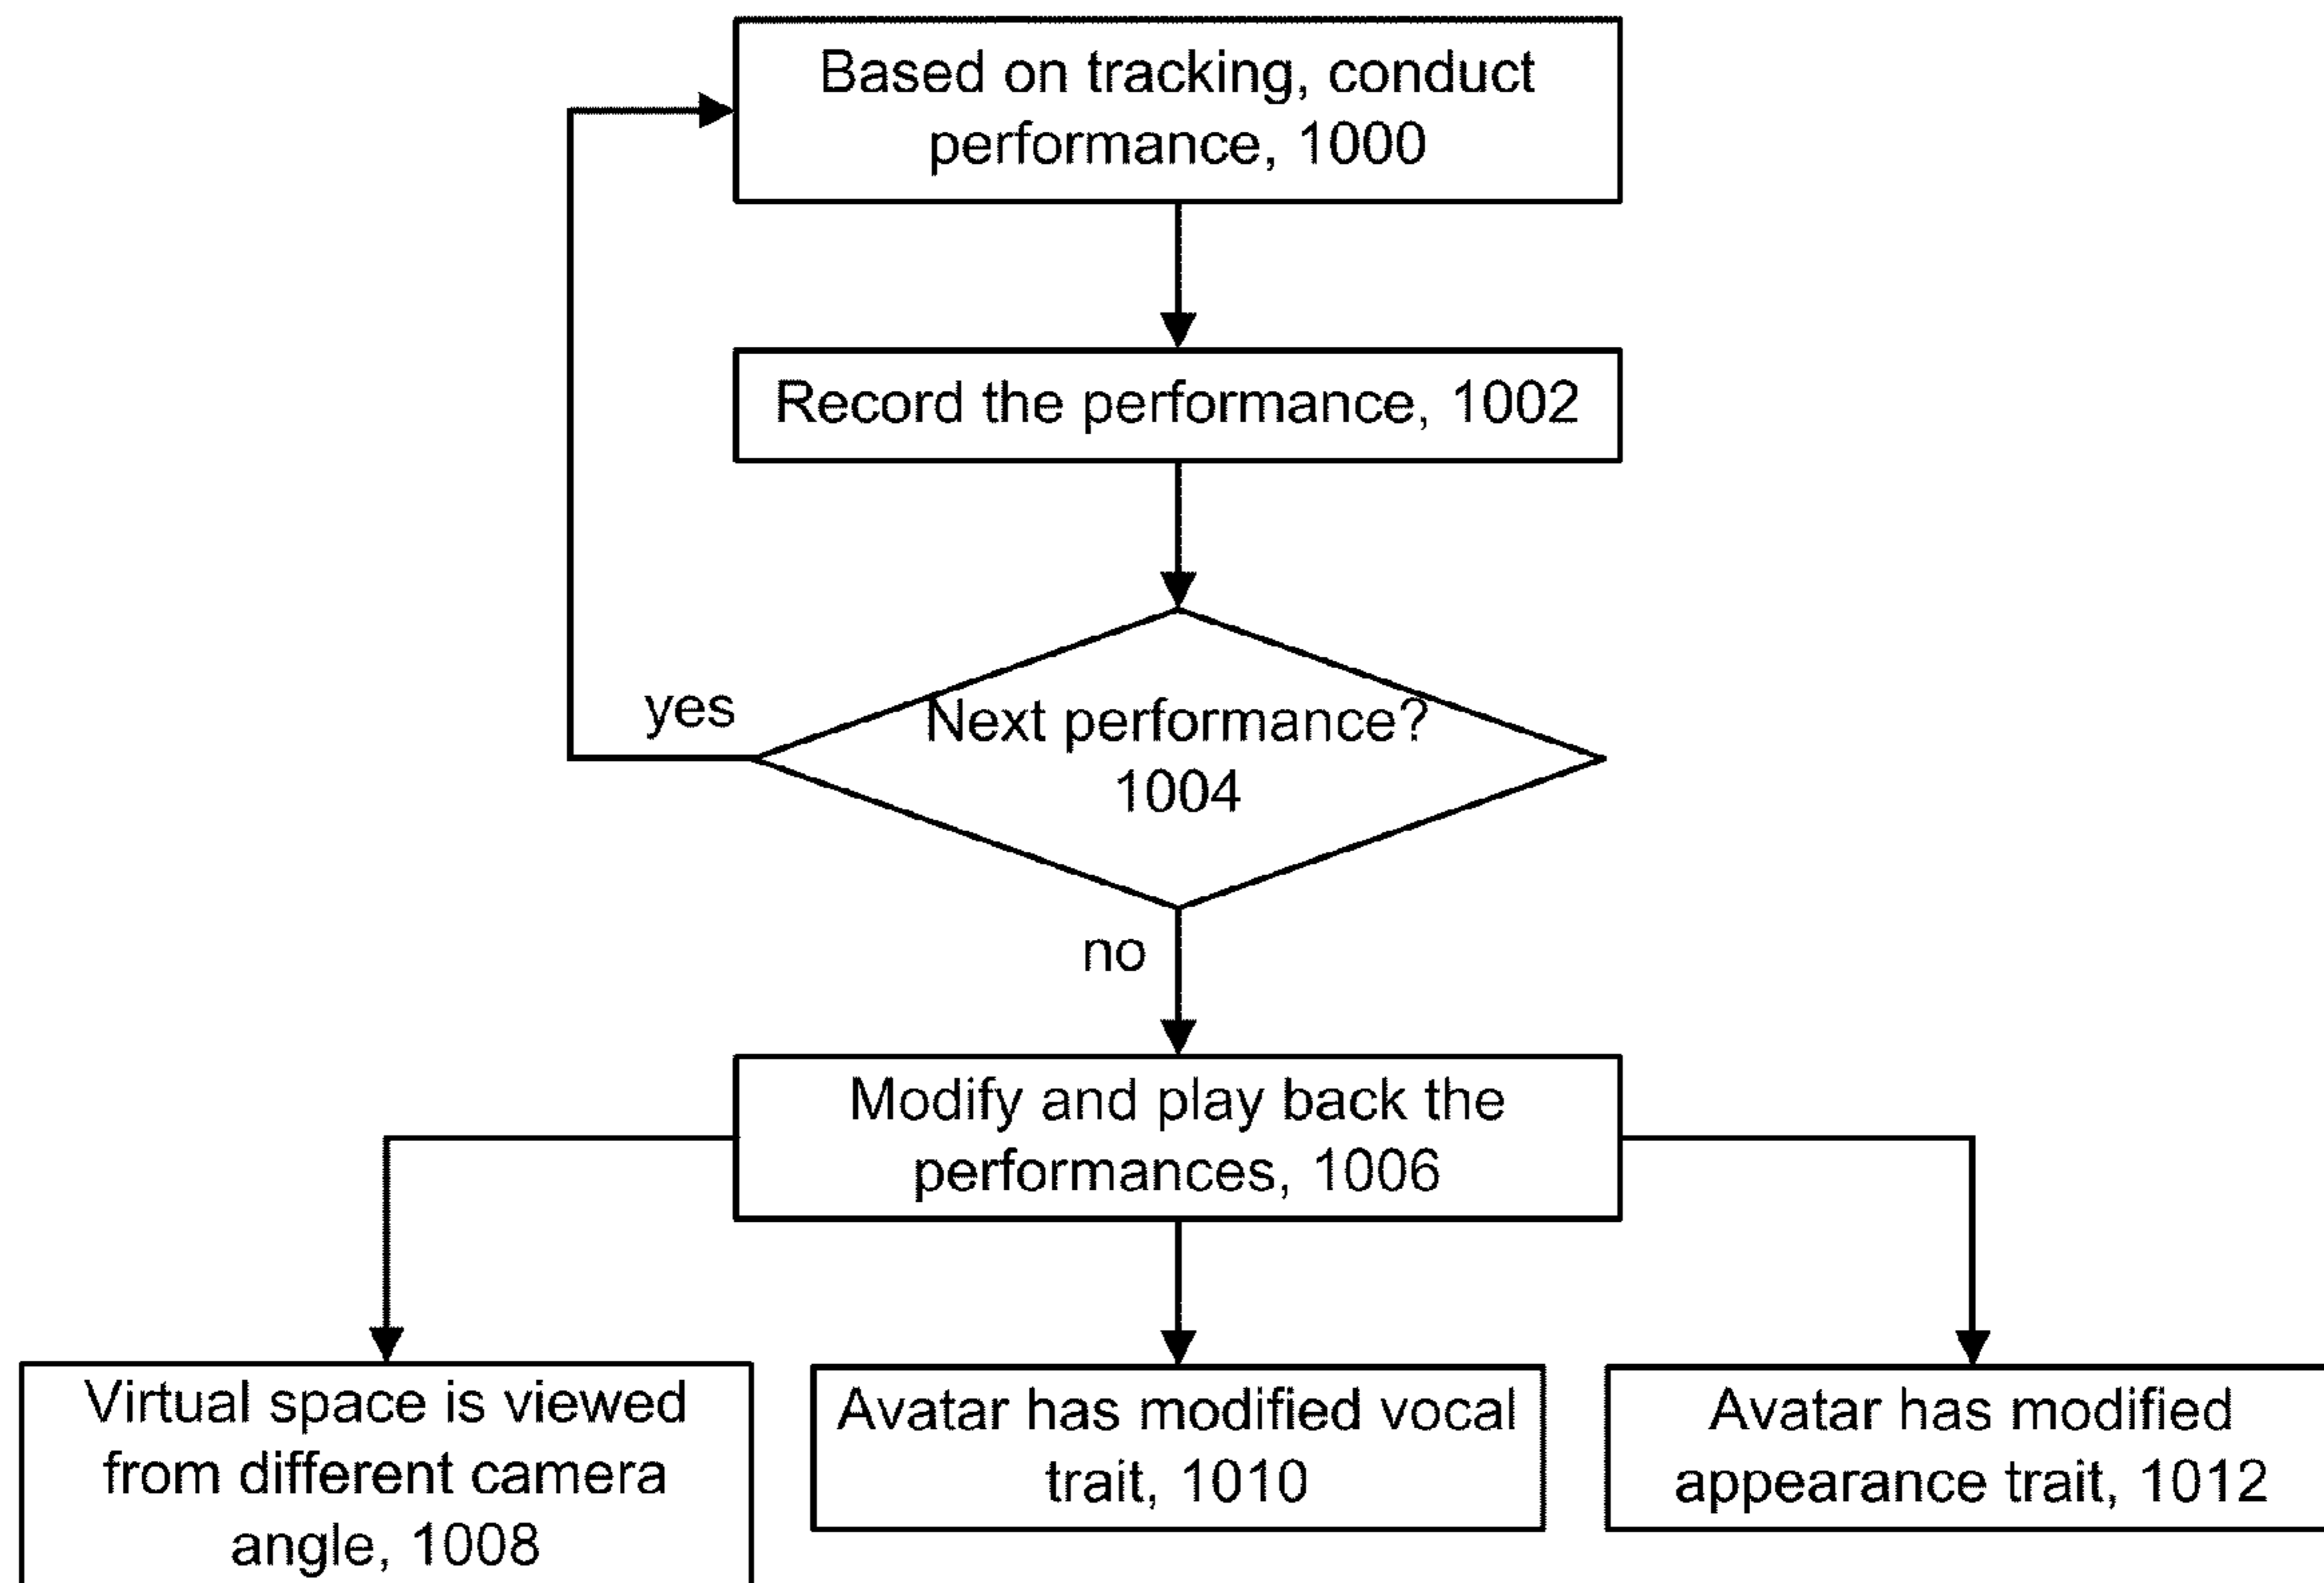 Based on tracking, conduct
performance, 1000
Record the performance, 1002
yes
Next performance?
1004
no
Modify and play back the
performances, 1006
Virtual space is viewed
from different camera
angle, 1008
Avatar has modified vocal
trait, 1010
Avatar has modified
appearance trait, 1012